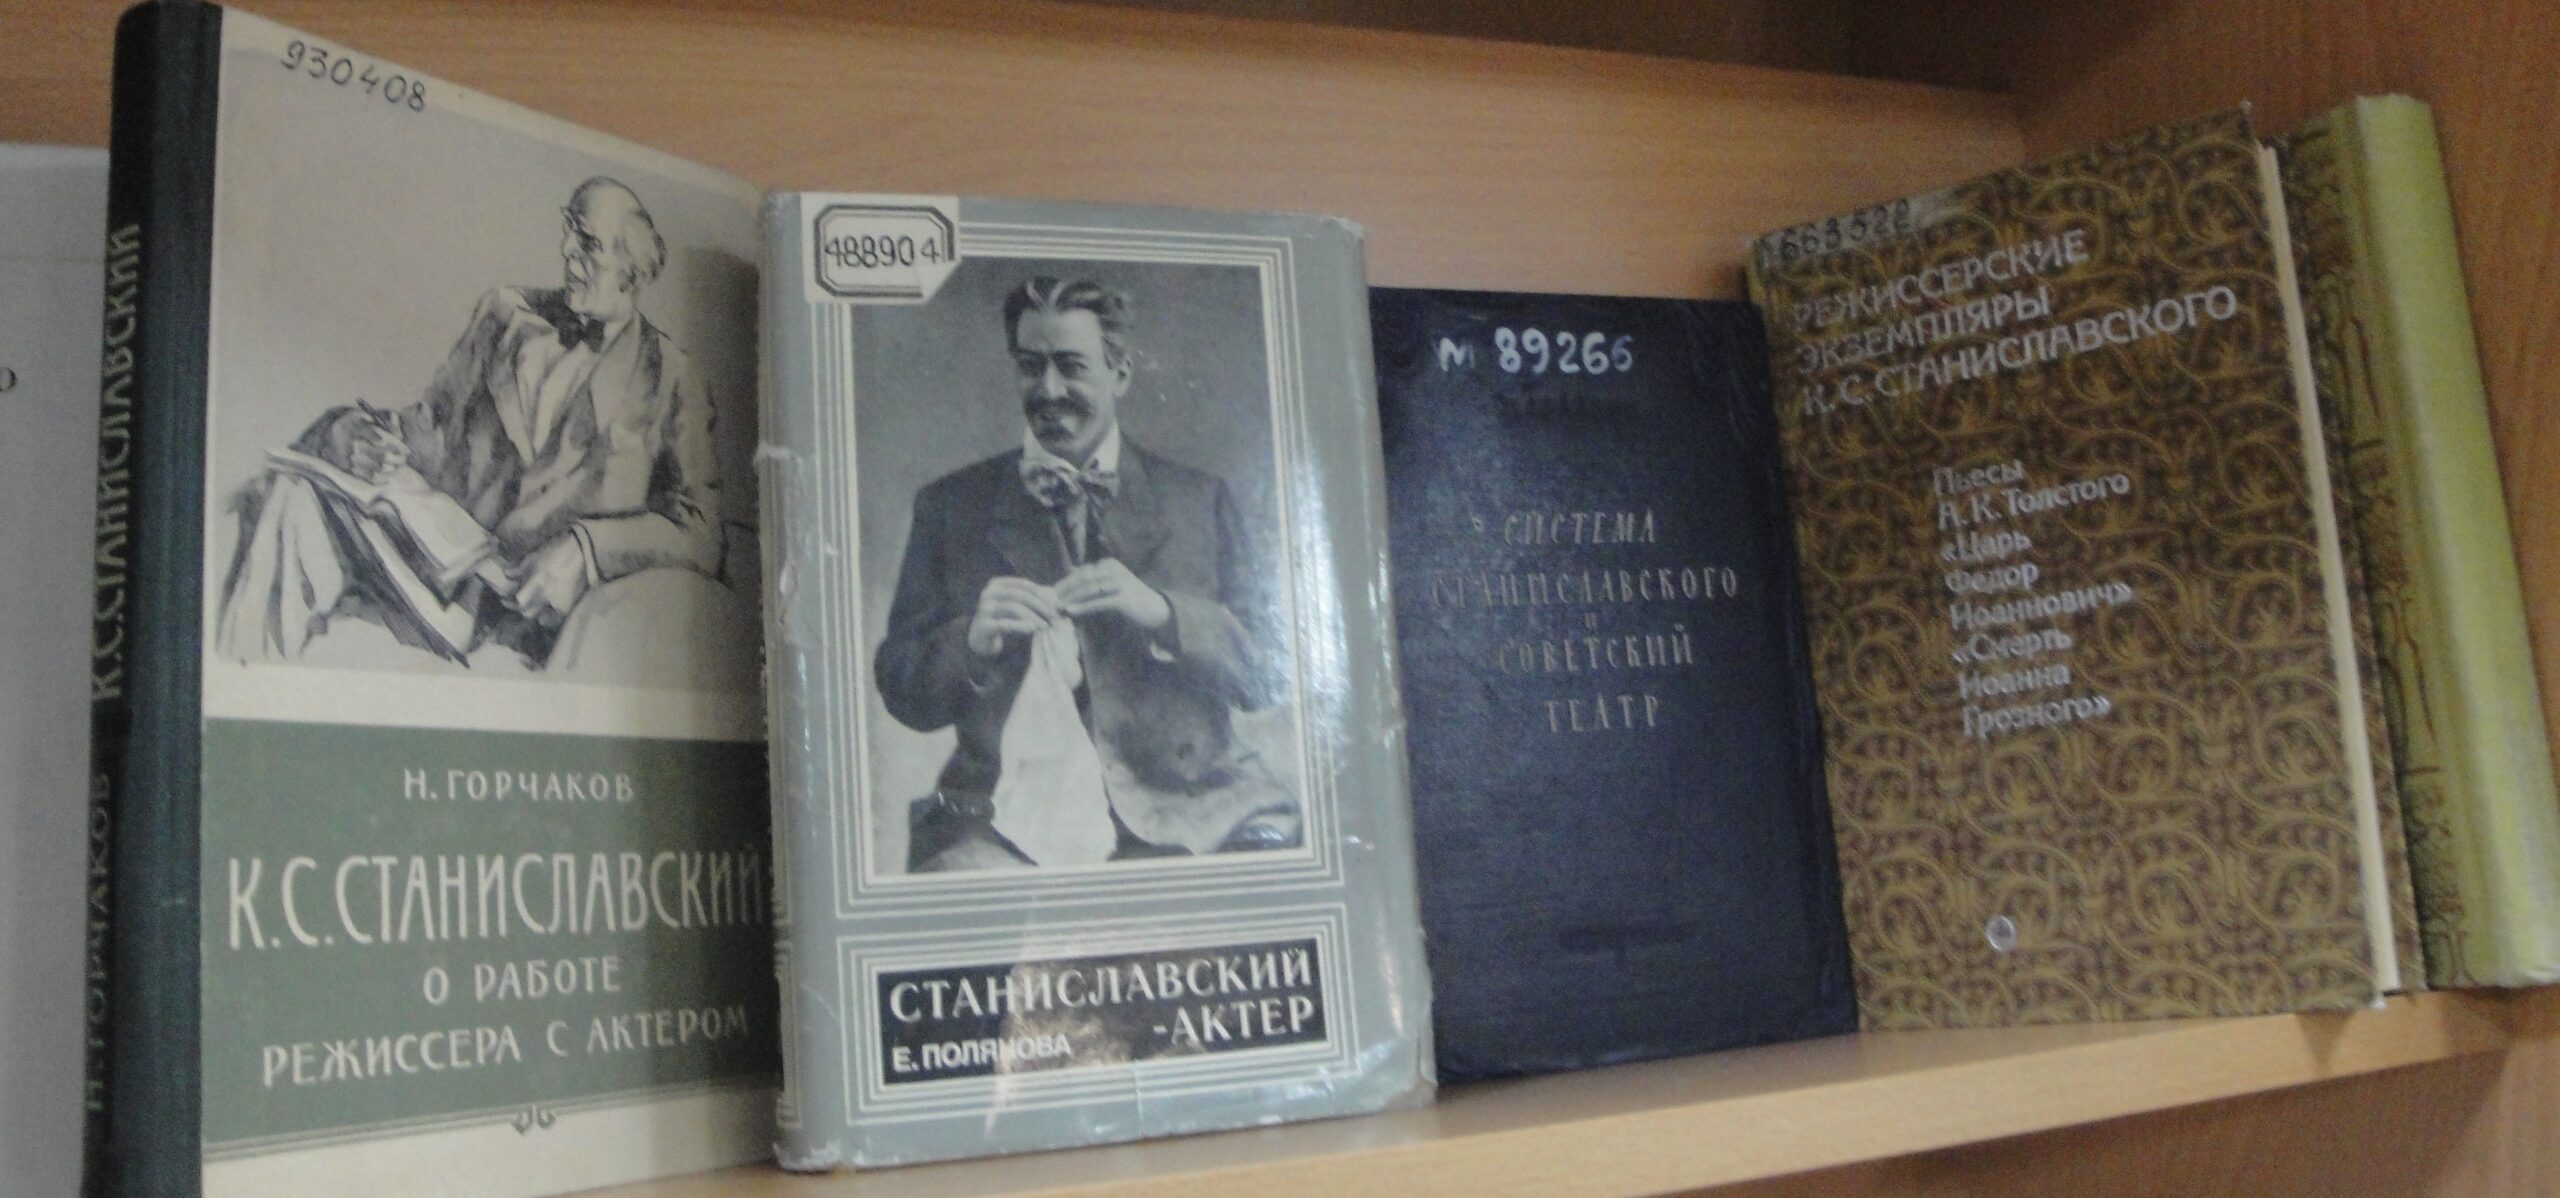 930408
Н. ГОРЧАКОВ К.С. СТАНИСЛАВСКИЙ
Н. ГОРЧАКОВ
К.С. СТАНИСЛАВСКИЙ
О РАБОТЕ
РЕЖИССЕРА С АКТЕРОМ
488904
СТАНИСЛАВСКИЙ
-АКТЕР
Е. ПОЛЯКОВА
М 89266
СИСТЕМА
СТАНИСЛАВСКОГО
И
СОВЕТСКИЙ
ТЕАТР
РЕЖИССЕРСКИЕ
ЭКЗЕМПЛЯРЫ
К.С. СТАНИСЛАВСКОГО
Пьесы
А.К.Толстого
«Царь
Федор
Иоаннович»
«Смерть
Иоанна
Грозного»